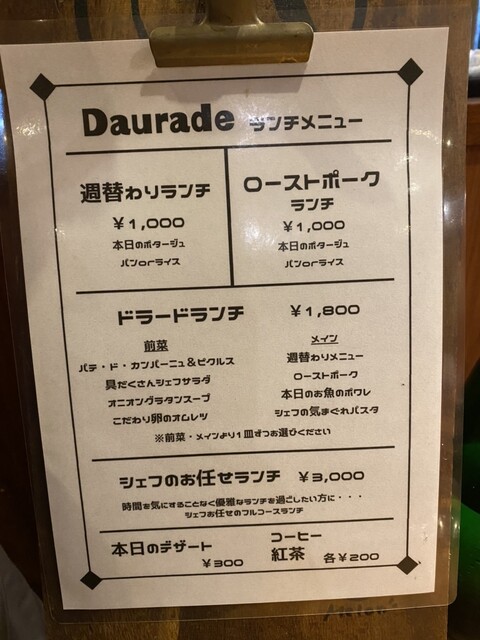 Daurade ランチメニュー
週替わりランチ
¥1,000
本日のポタージュ
パンorライス
ローストポーク
ランチ
¥1,000
本日のポタージュ
パンorライス
ドラードランチ ¥1,800
前菜
パテ・ド・カンパーニュ&ピクルス
具だくさんシェフサラダ
オニオングラタンスープ
こだわり卵のオムレツ
メイン
週替わりメニュー
ローストポーク
本日のお魚のポワレ
シェフの気まぐれパスタ
※前菜・メインより1皿ずつお選びください
シェフのお任せランチ ¥3,000
時間を気にすることなく優雅なランチを過ごしたい方に・・・
シェフお任せのフルコースランチ
本日のデザート
¥300
コーヒー
紅茶 各¥200